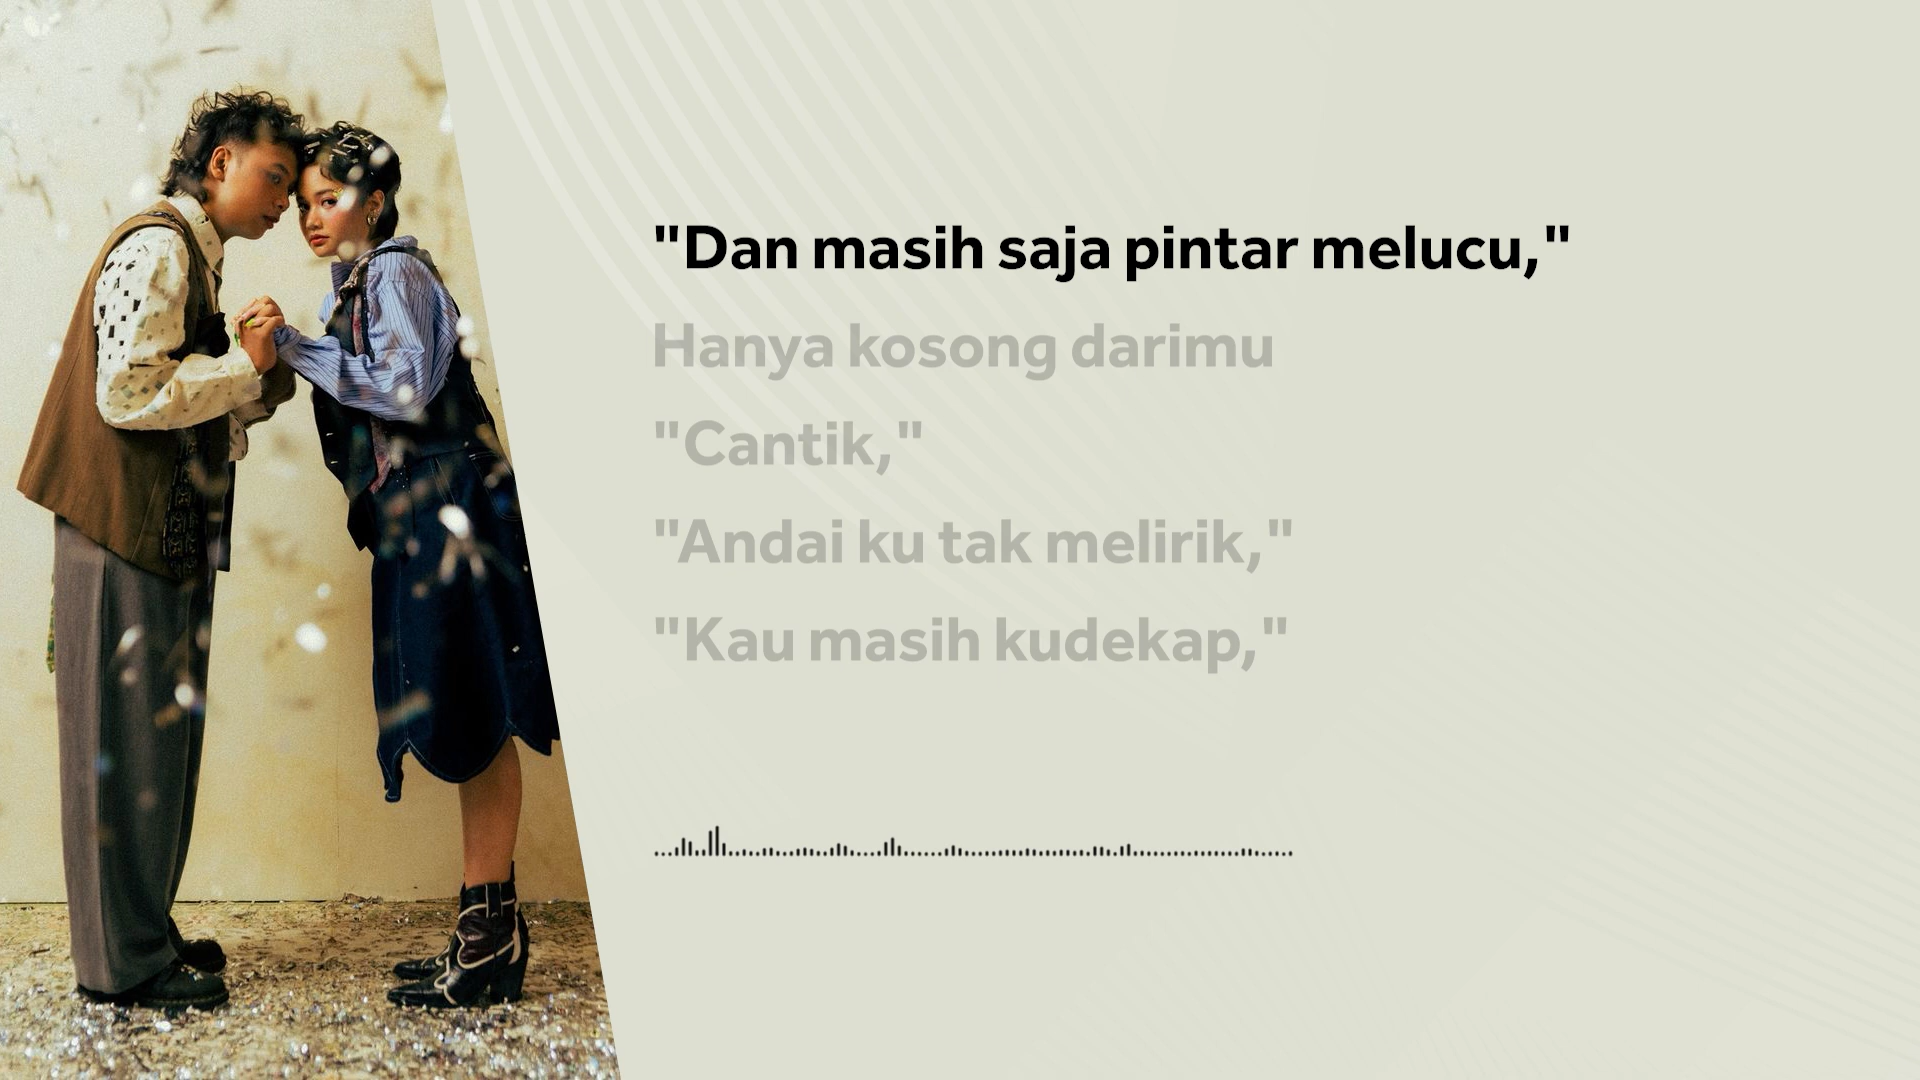 "Dan masih saja pintar melucu,"
Hanya kosong darimu
"Cantik,"
"Andai ku tak melirik,"
"Kau masih kudekap,"